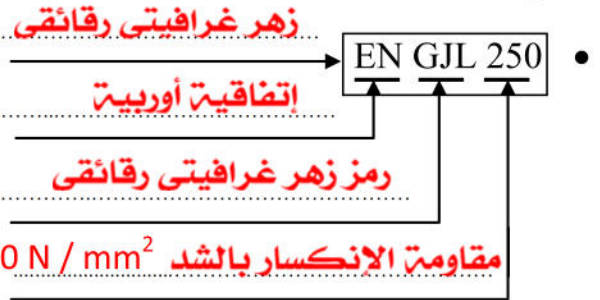 زهر غرافيتي رقائقي
EN GJL 250 •
إتفاقية أوربية
رمز زهر غرافيتي رقائقي
مقاومة الإنكسار بالشد 0 N / mm²